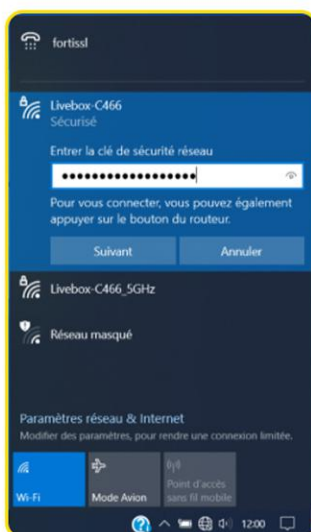 fortissl
Livebox-C466
Sécurisé
Entrer la clé de sécurité réseau
Pour vous connecter, vous pouvez également
appuyer sur le bouton du routeur.
Suivant Annuler
Livebox-C466_5GHz
Réseau masqué
Paramètres réseau & Internet
Modifier des paramètres, pour rendre une connexion limitée.
Wi-Fi
Mode Avion
Point d'accès
sans fil mobile
12:00